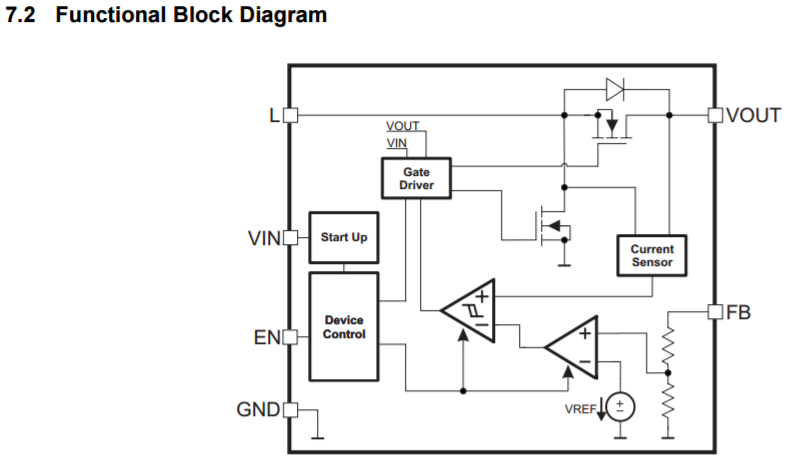 7.2 Functional Block Diagram
L
VOUT
VOUT
VIN
Gate
Driver
VIN
Start Up
Current
Sensor
+
−
FB
Device
Control
EN
+
−
VREF
+
−
GND